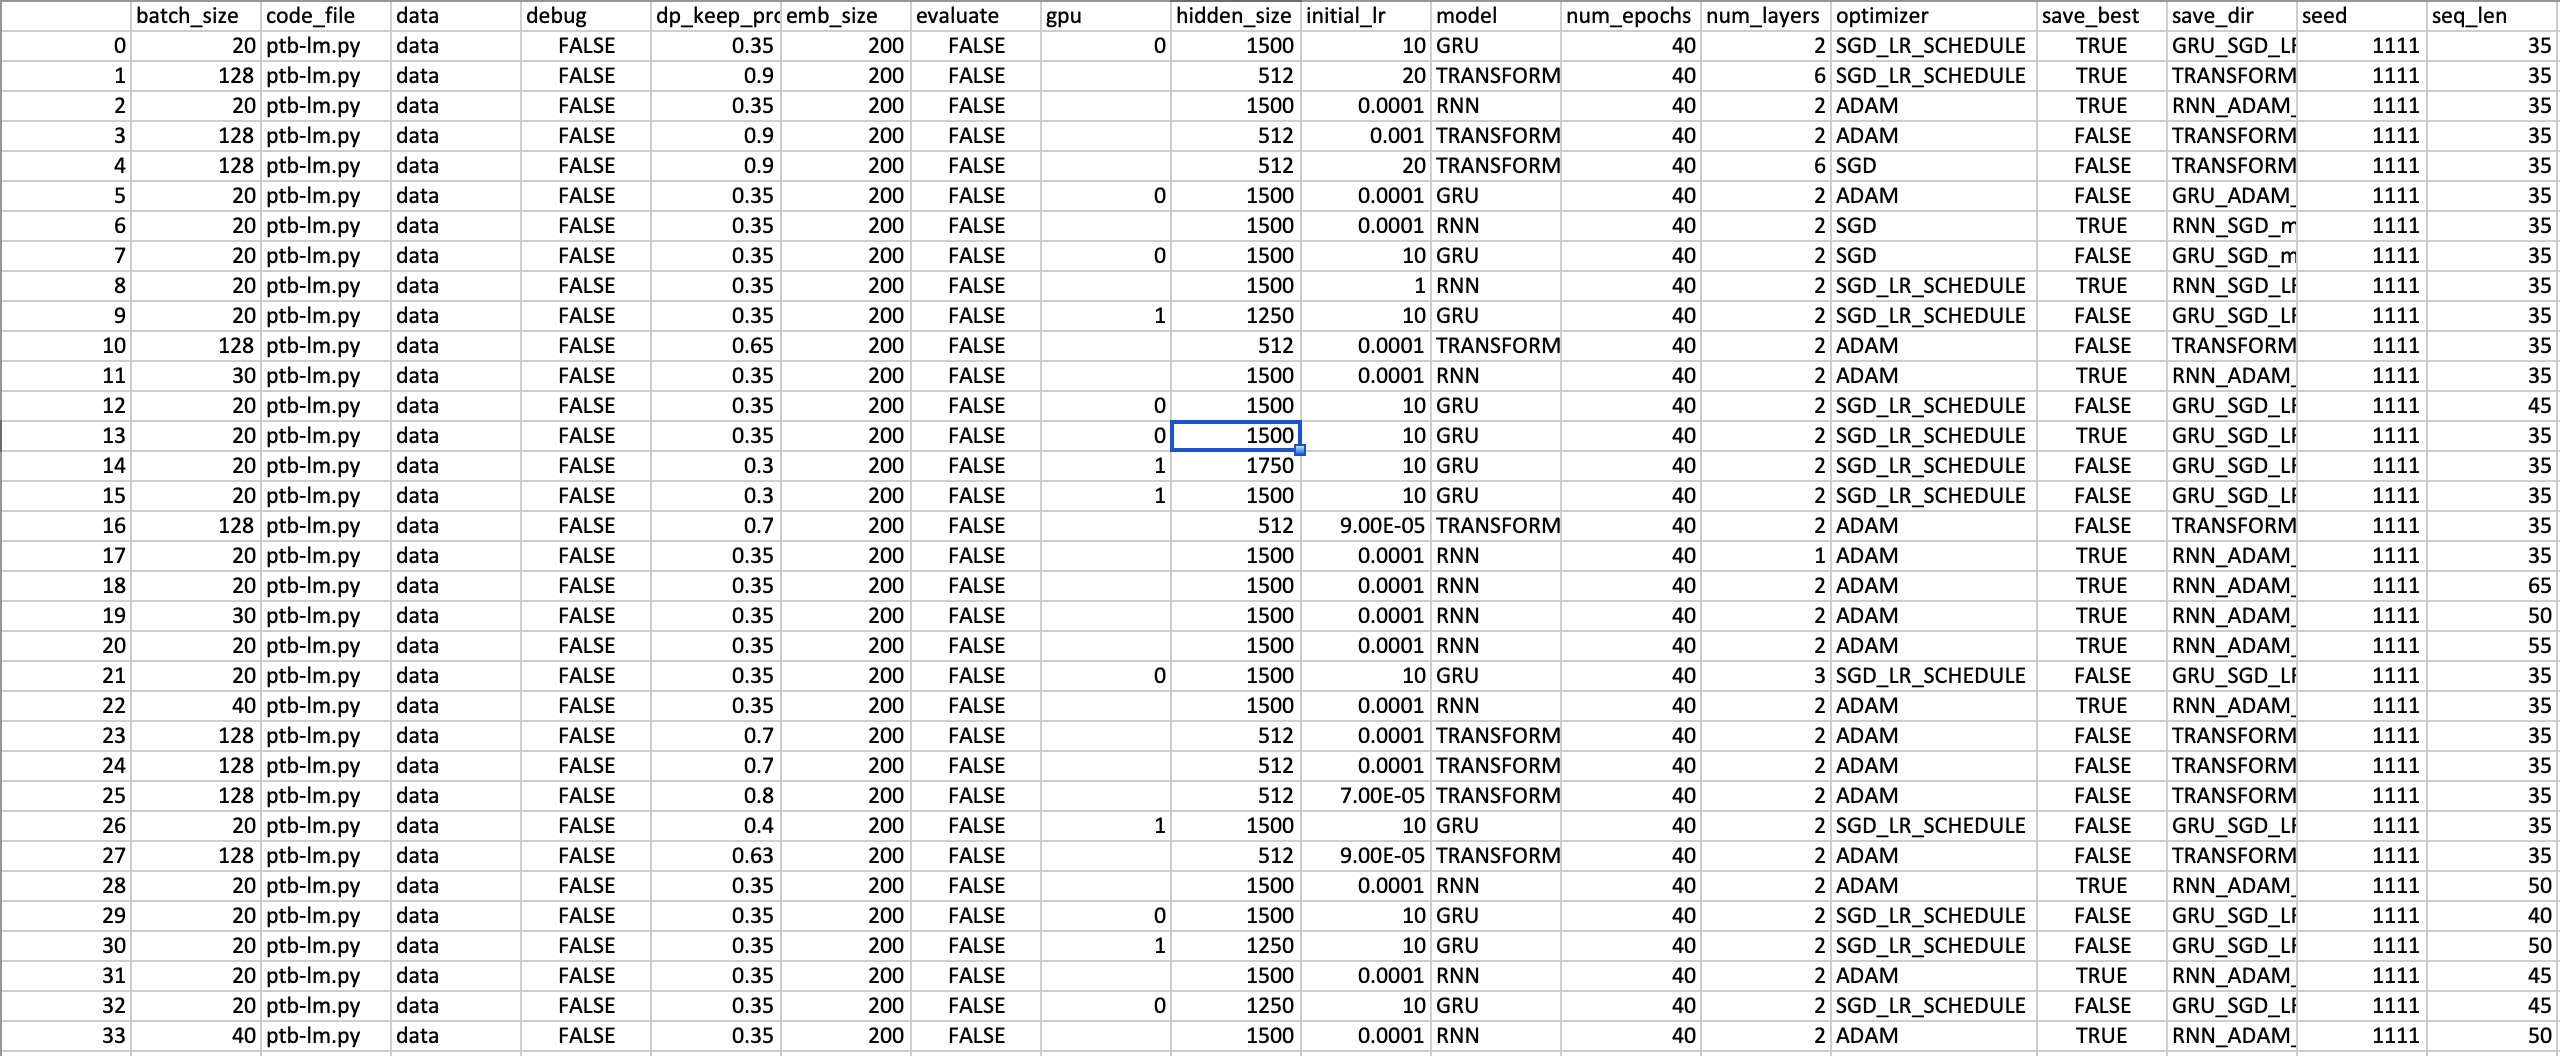 batch_size code_file data debug dp_keep_pro emb_size evaluate gpu hidden_size initial_lr model num_epochs num_layers optimizer save_best save_dir seed seq_len
0 20 ptb-lm.py data FALSE 0.35 200 FALSE 0 1500 10 GRU 40 2 SGD_LR_SCHEDULE TRUE GRU_SGD_LR 1111 35
1 128 ptb-lm.py data FALSE 0.9 200 FALSE 512 20 TRANSFORM 40 6 SGD_LR_SCHEDULE TRUE TRANSFORM 1111 35
2 20 ptb-lm.py data FALSE 0.35 200 FALSE 1500 0.0001 RNN 40 2 ADAM TRUE RNN_ADAM_ 1111 35
3 128 ptb-lm.py data FALSE 0.9 200 FALSE 512 0.001 TRANSFORM 40 2 ADAM FALSE TRANSFORM 1111 35
4 128 ptb-lm.py data FALSE 0.9 200 FALSE 512 20 TRANSFORM 40 6 SGD FALSE TRANSFORM 1111 35
5 20 ptb-lm.py data FALSE 0.35 200 FALSE 0 1500 0.0001 GRU 40 2 ADAM FALSE GRU_ADAM_ 1111 35
6 20 ptb-lm.py data FALSE 0.35 200 FALSE 1500 0.0001 RNN 40 2 SGD TRUE RNN_SGD_m 1111 35
7 20 ptb-lm.py data FALSE 0.35 200 FALSE 0 1500 10 GRU 40 2 SGD FALSE GRU_SGD_m 1111 35
8 20 ptb-lm.py data FALSE 0.35 200 FALSE 1500 1 RNN 40 2 SGD_LR_SCHEDULE TRUE RNN_SGD_LR 1111 35
9 20 ptb-lm.py data FALSE 0.35 200 FALSE 1 1250 10 GRU 40 2 SGD_LR_SCHEDULE FALSE GRU_SGD_LR 1111 35
10 128 ptb-lm.py data FALSE 0.65 200 FALSE 512 0.0001 TRANSFORM 40 2 ADAM FALSE TRANSFORM 1111 35
11 30 ptb-lm.py data FALSE 0.35 200 FALSE 1500 0.0001 RNN 40 2 ADAM TRUE RNN_ADAM_ 1111 35
12 20 ptb-lm.py data FALSE 0.35 200 FALSE 0 1500 10 GRU 40 2 SGD_LR_SCHEDULE FALSE GRU_SGD_LR 1111 45
13 20 ptb-lm.py data FALSE 0.35 200 FALSE 0 1500 10 GRU 40 2 SGD_LR_SCHEDULE TRUE GRU_SGD_LR 1111 35
14 20 ptb-lm.py data FALSE 0.3 200 FALSE 1 1750 10 GRU 40 2 SGD_LR_SCHEDULE FALSE GRU_SGD_LR 1111 35
15 20 ptb-lm.py data FALSE 0.3 200 FALSE 1 1500 10 GRU 40 2 SGD_LR_SCHEDULE FALSE GRU_SGD_LR 1111 35
16 128 ptb-lm.py data FALSE 0.7 200 FALSE 512 9.00E-05 TRANSFORM 40 2 ADAM FALSE TRANSFORM 1111 35
17 20 ptb-lm.py data FALSE 0.35 200 FALSE 1500 0.0001 RNN 40 1 ADAM TRUE RNN_ADAM_ 1111 35
18 20 ptb-lm.py data FALSE 0.35 200 FALSE 1500 0.0001 RNN 40 2 ADAM TRUE RNN_ADAM_ 1111 65
19 30 ptb-lm.py data FALSE 0.35 200 FALSE 1500 0.0001 RNN 40 2 ADAM TRUE RNN_ADAM_ 1111 50
20 20 ptb-lm.py data FALSE 0.35 200 FALSE 1500 0.0001 RNN 40 2 ADAM TRUE RNN_ADAM_ 1111 55
21 20 ptb-lm.py data FALSE 0.35 200 FALSE 0 1500 10 GRU 40 3 SGD_LR_SCHEDULE FALSE GRU_SGD_LR 1111 35
22 40 ptb-lm.py data FALSE 0.35 200 FALSE 1500 0.0001 RNN 40 2 ADAM TRUE RNN_ADAM_ 1111 35
23 128 ptb-lm.py data FALSE 0.7 200 FALSE 512 0.0001 TRANSFORM 40 2 ADAM FALSE TRANSFORM 1111 35
24 128 ptb-lm.py data FALSE 0.7 200 FALSE 512 0.0001 TRANSFORM 40 2 ADAM FALSE TRANSFORM 1111 35
25 128 ptb-lm.py data FALSE 0.8 200 FALSE 512 7.00E-05 TRANSFORM 40 2 ADAM FALSE TRANSFORM 1111 35
26 20 ptb-lm.py data FALSE 0.4 200 FALSE 1 1500 10 GRU 40 2 SGD_LR_SCHEDULE FALSE GRU_SGD_LR 1111 35
27 128 ptb-lm.py data FALSE 0.63 200 FALSE 512 9.00E-05 TRANSFORM 40 2 ADAM FALSE TRANSFORM 1111 35
28 20 ptb-lm.py data FALSE 0.35 200 FALSE 1500 0.0001 RNN 40 2 ADAM TRUE RNN_ADAM_ 1111 50
29 20 ptb-lm.py data FALSE 0.35 200 FALSE 0 1500 10 GRU 40 2 SGD_LR_SCHEDULE FALSE GRU_SGD_LR 1111 40
30 20 ptb-lm.py data FALSE 0.35 200 FALSE 1 1250 10 GRU 40 2 SGD_LR_SCHEDULE FALSE GRU_SGD_LR 1111 50
31 20 ptb-lm.py data FALSE 0.35 200 FALSE 1500 0.0001 RNN 40 2 ADAM TRUE RNN_ADAM_ 1111 45
32 20 ptb-lm.py data FALSE 0.35 200 FALSE 0 1250 10 GRU 40 2 SGD_LR_SCHEDULE FALSE GRU_SGD_LR 1111 45
33 40 ptb-lm.py data FALSE 0.35 200 FALSE 1500 0.0001 RNN 40 2 ADAM TRUE RNN_ADAM_ 1111 50